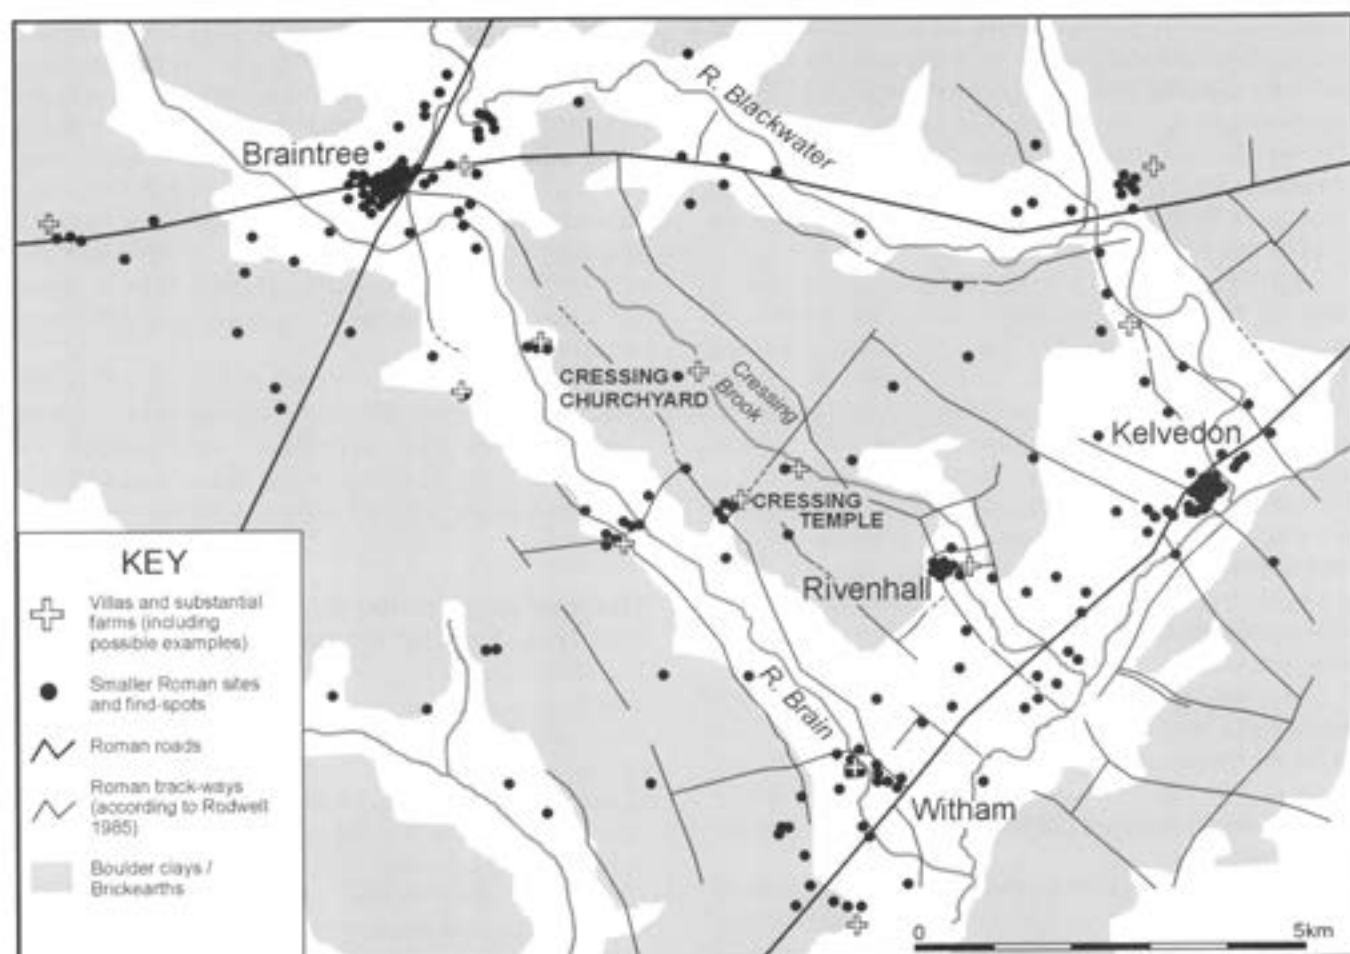 R. Blackwater
Braintree
CRESSING
CHURCHYARD
Cressing
Brook
Kelvedon
CRESSING
TEMPLE
Rivenhall
R. Brain
Witham
KEY
Villas and substantial
farms (including
possible examples)
Smaller Roman sites
and find-spots
Roman roads
Roman track-ways
(according to Rodwell
1985)
Boulder clays /
Brickearths
0
5km